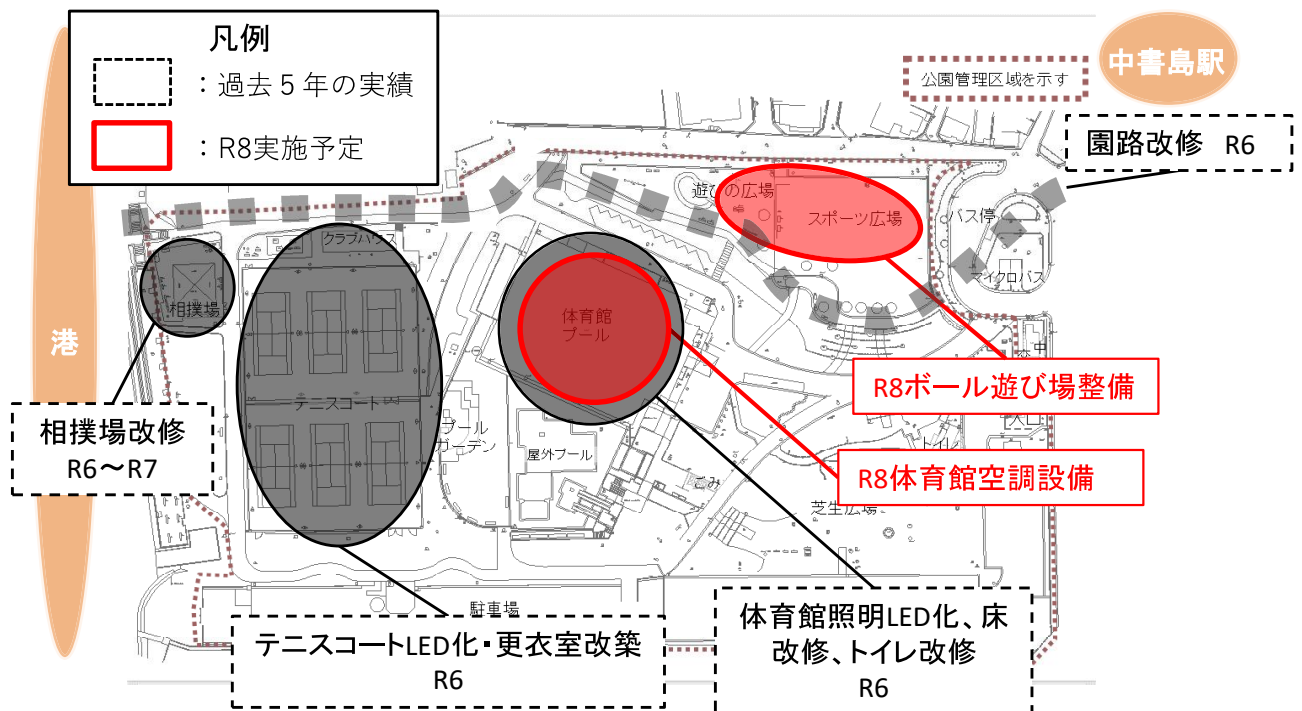 凡例
：過去５年の実績
：R8実施予定
公園管理区域を示す
中書島駅
園路改修 R6
遊びの広場
スポーツ広場
バス停
マイクロバス
クラブハウス
相撲場
体育館
プール
港
テニスコート
R8ボール遊び場整備
相撲場改修
R6～R7
プール
ガーデン
屋外プール
入口
トイレ
ごみ
R8体育館空調設備
芝生広場
駐車場
テニスコートLED化・更衣室改築
R6
体育館照明LED化、床
改修、トイレ改修
R6